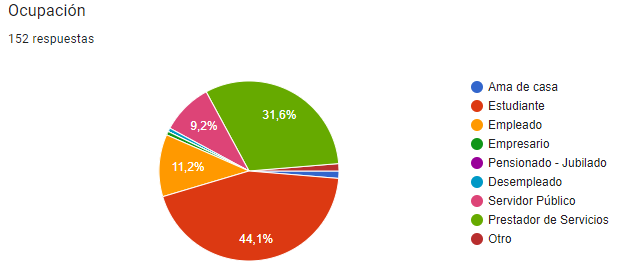 Ocupación
152 respuestas
31,6%
9,2%
11,2%
44,1%
Ama de casa
Estudiante
Empleado
Empresario
Pensionado - Jubilado
Desempleado
Servidor Público
Prestador de Servicios
Otro